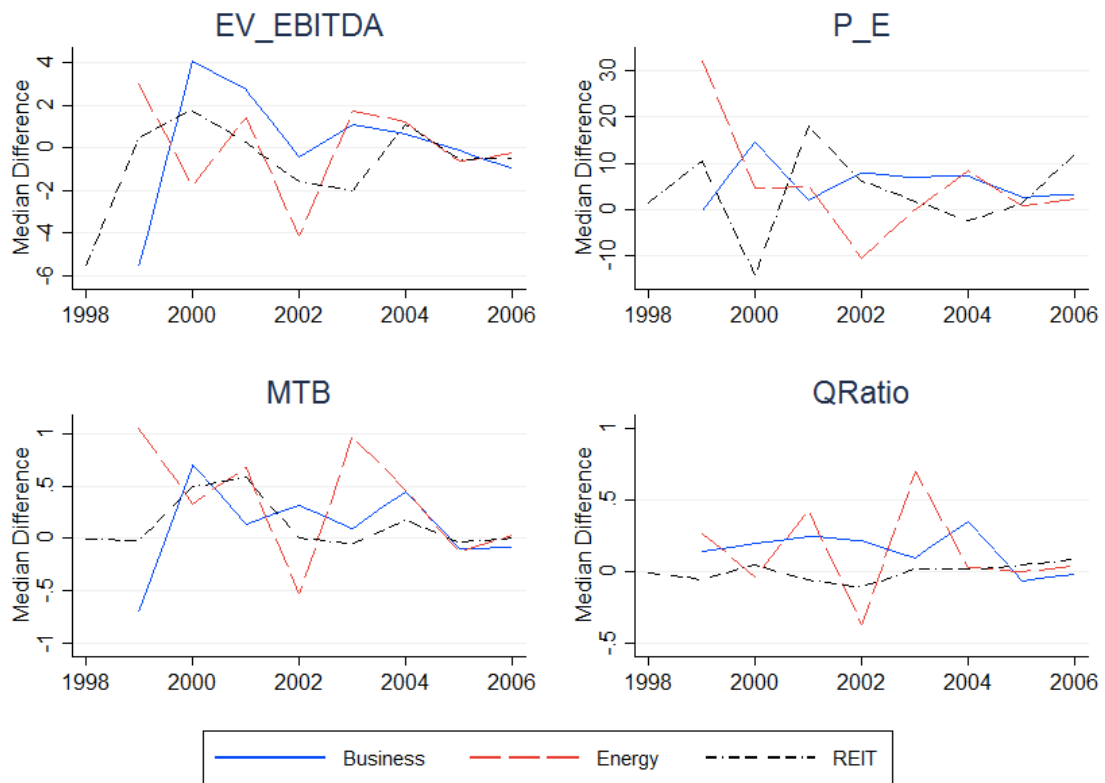 EV_EBITDA
Median Difference
4
2
0
-2
-4
-6
1998 2000 2002 2004 2006
P_E
Median Difference
30
20
10
0
-10
1998 2000 2002 2004 2006
MTB
Median Difference
1
.5
0
-.5
-1
1998 2000 2002 2004 2006
QRatio
Median Difference
1
.5
0
-.5
1998 2000 2002 2004 2006
Business Energy REIT